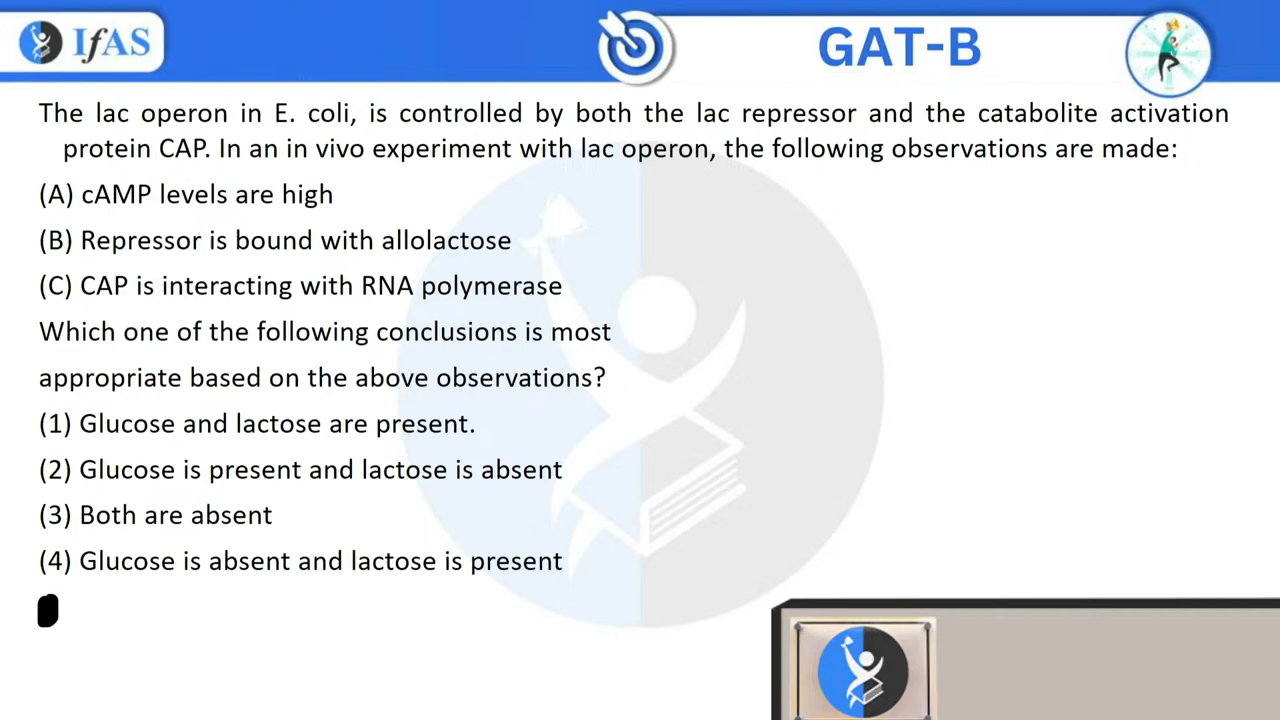 IfAS
GAT-B
The lac operon in E. coli, is controlled by both the lac repressor and the catabolite activation
protein CAP. In an in vivo experiment with lac operon, the following observations are made:
(A) cAMP levels are high
(B) Repressor is bound with allolactose
(C) CAP is interacting with RNA polymerase
Which one of the following conclusions is most
appropriate based on the above observations?
(1) Glucose and lactose are present.
(2) Glucose is present and lactose is absent
(3) Both are absent
(4) Glucose is absent and lactose is present